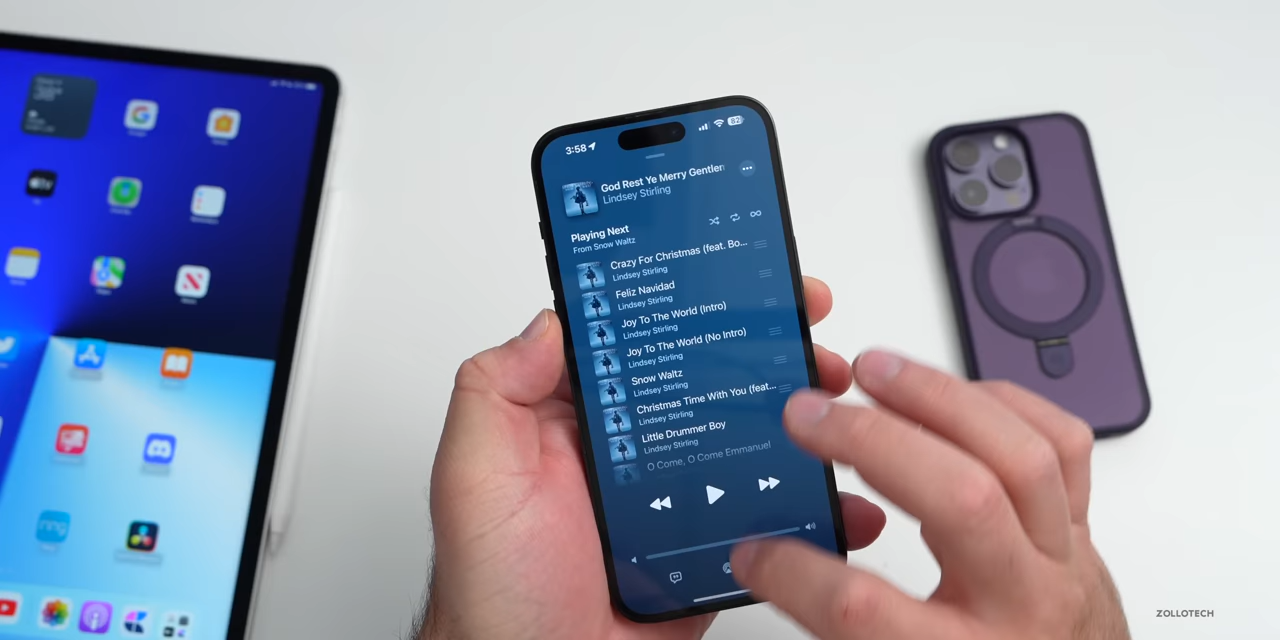 3:58
82
God Rest Ye Merry Gentlen
Lindsey Stirling
Playing Next
From Snow Waltz
Crazy For Christmas (feat. Bo...
Lindsey Stirling
Feliz Navidad
Lindsey Stirling
Joy To The World (Intro)
Lindsey Stirling
Joy To The World (No Intro)
Lindsey Stirling
Snow Waltz
Lindsey Stirling
Christmas Time With You (feat...
Lindsey Stirling
Little Drummer Boy
Lindsey Stirling
O Come, O Come Emmanuel
ring
ZOLLOTECH